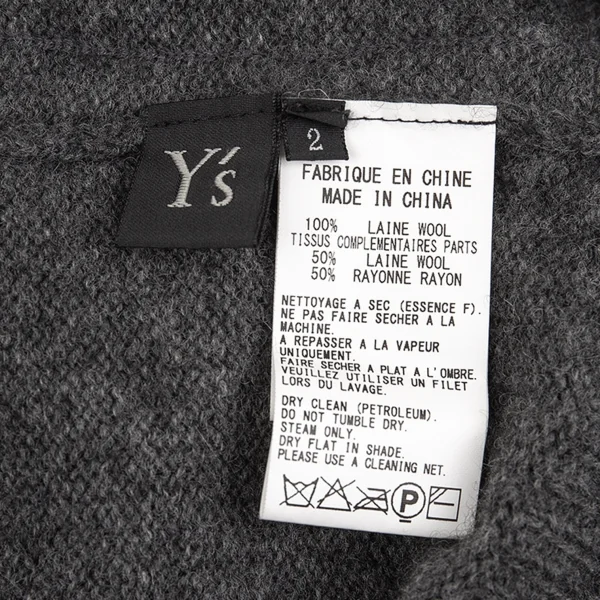 Y's
2
FABRIQUE EN CHINE
MADE IN CHINA
100% LAINE WOOL
TISSUS COMPLEMENTAIRES PARTS
50% LAINE WOOL
50% RAYONNE RAYON
NETTOYAGE A SEC (ESSENCE F).
NE PAS FAIRE SECHER A LA
MACHINE.
A REPASSER A LA VAPEUR
UNIQUEMENT.
FAIRE SECHER A PLAT A L'OMBRE.
VEUILLEZ UTILISER UN FILET
LORS DU LAVAGE.
DRY CLEAN (PETROLEUM).
DO NOT TUMBLE DRY.
STEAM ONLY.
DRY FLAT IN SHADE.
PLEASE USE A CLEANING NET.
P